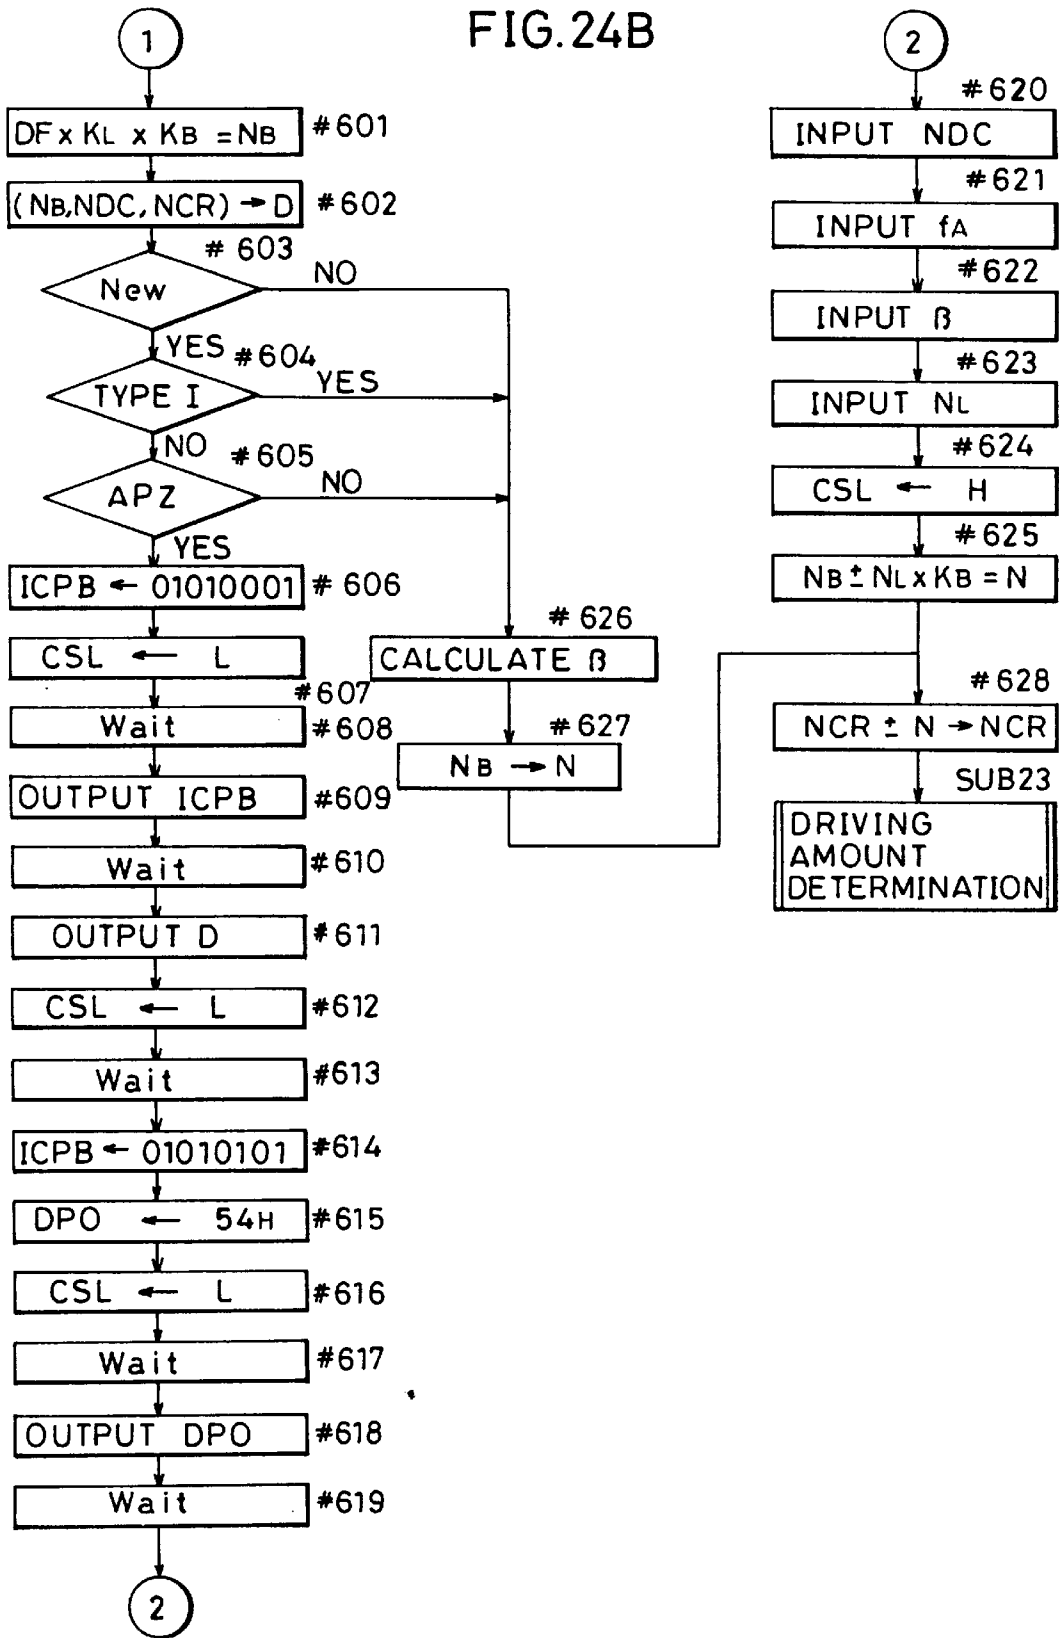 FIG.24B
1
DF x KL x KB = NB #601
(NB,NDC,NCR) → D #602
#603
New NO
YES #604
TYPE I YES
NO #605
APZ NO
YES
ICPB ← 01010001 #606
CSL ← L
#607
Wait #608
OUTPUT ICPB #609
Wait #610
OUTPUT D #611
CSL ← L #612
Wait #613
ICPB ← 01010101 #614
DPO ← 54H #615
CSL ← L #616
Wait #617
OUTPUT DPO #618
Wait #619
2
#626
CALCULATE β
#627
NB → N
2
#620
INPUT NDC
#621
INPUT fA
#622
INPUT β
#623
INPUT NL
#624
CSL ← H
#625
NB ± NL x KB = N
#628
NCR ± N → NCR
SUB23
DRIVING
AMOUNT
DETERMINATION